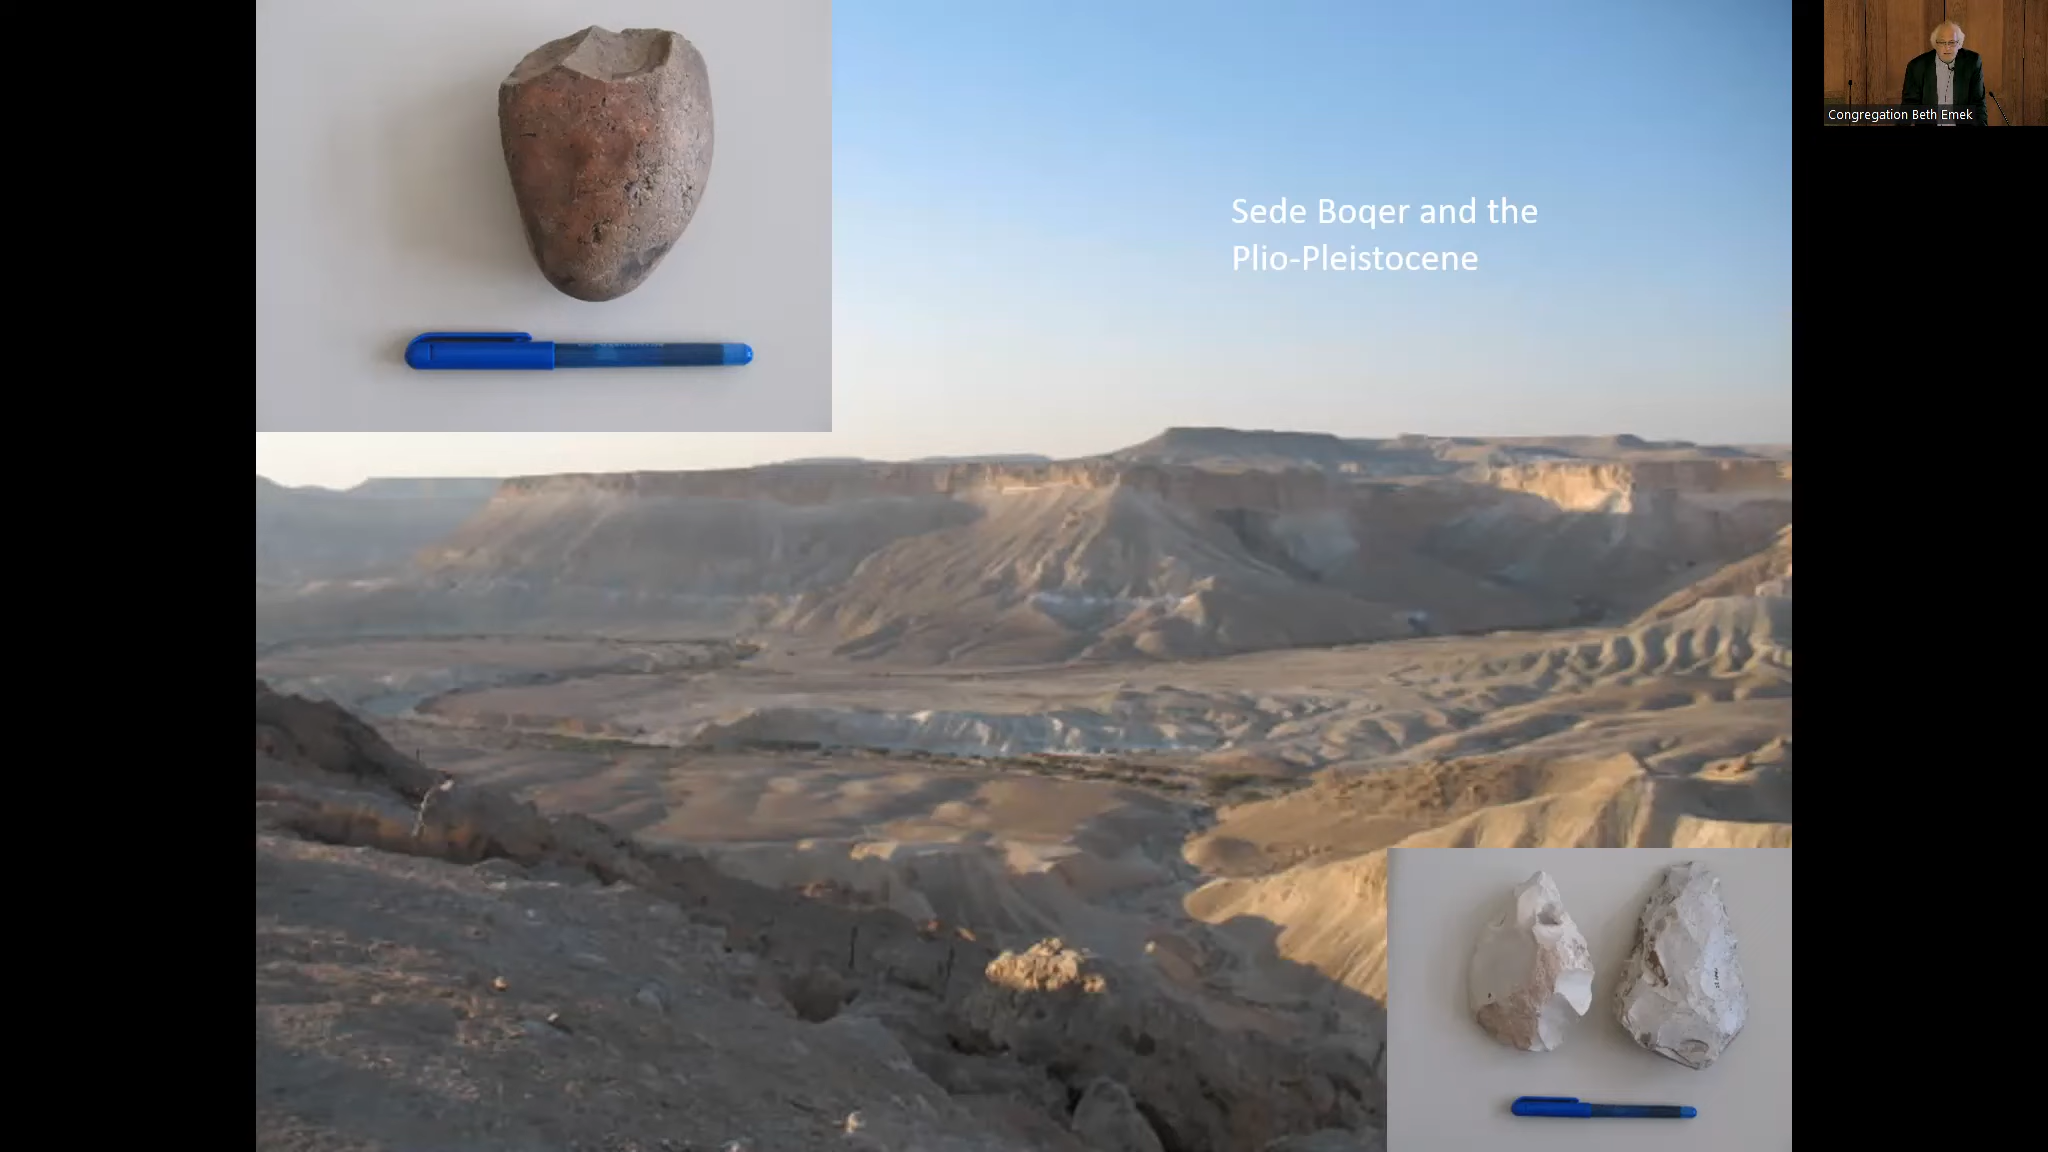 Sede Boqer and the
Plio-Pleistocene
Congregation Beth Emek